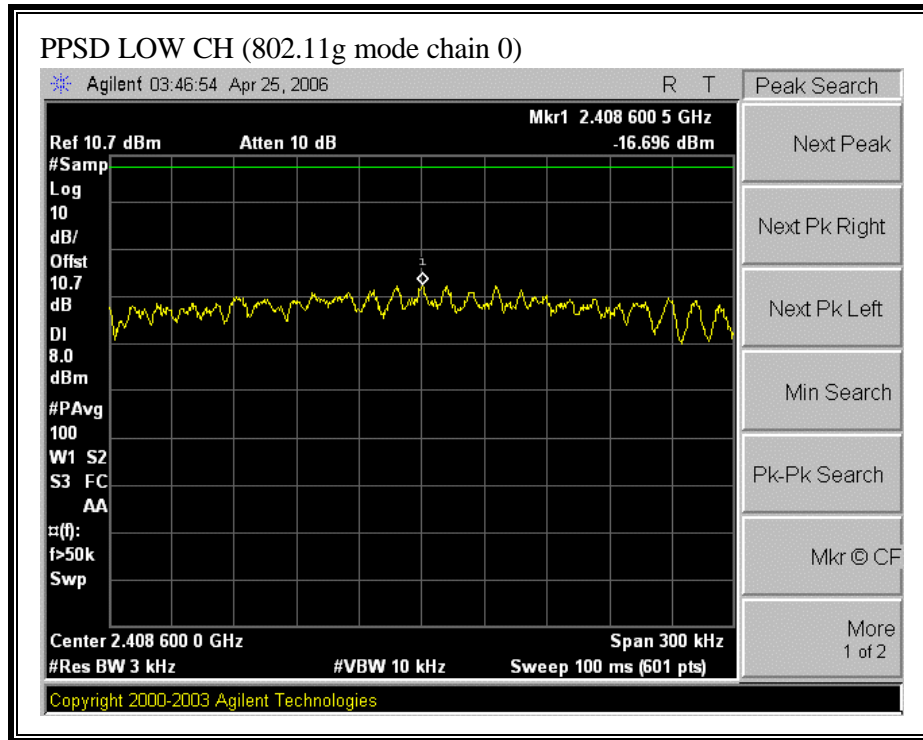 PPSD LOW CH (802.11g mode chain 0)
Agilent 03:46:54 Apr 25, 2006 R T
Peak Search
Mkr1 2.408 600 5 GHz
Ref 10.7 dBm Atten 10 dB -16.696 dBm
#Samp
Log
10
dB/
Offst
10.7
dB
DI
8.0
dBm
#PAvg
100
W1 S2
S3 FC
AA
¤(f):
f>50k
Swp
1
Center 2.408 600 0 GHz Span 300 kHz
#Res BW 3 kHz #VBW 10 kHz Sweep 100 ms (601 pts)
Copyright 2000-2003 Agilent Technologies
Next Peak
Next Pk Right
Next Pk Left
Min Search
Pk-Pk Search
Mkr © CF
More
1 of 2